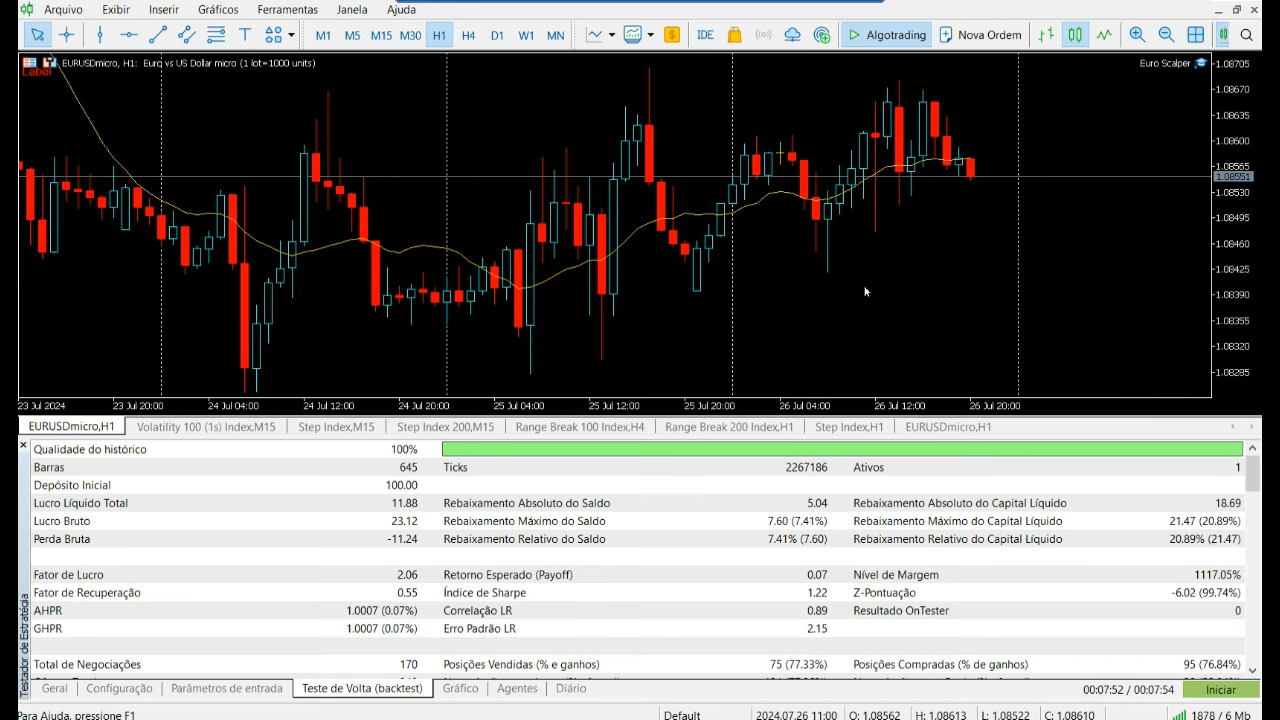 Arquivo Exibir Inserir Gráficos Ferramentas Janela Ajuda
M1 M5 M15 M30 H1 H4 D1 W1 MN IDE Algotrading Nova Ordem
EURUSDmicro, H1: Euro vs US Dolar micro (1 lot=1000 units)
Label
Euro Scalper
1.08705
1.08670
1.08635
1.08600
1.08565
1.08551
1.08530
1.08495
1.08460
1.08425
1.08390
1.08355
1.08320
1.08285
23 Jul 2024 23 Jul 20:00 24 Jul 04:00 24 Jul 12:00 24 Jul 20:00 25 Jul 04:00 25 Jul 12:00 25 Jul 20:00 26 Jul 04:00 26 Jul 12:00 26 Jul 20:00
EURUSDmicro,H1 Volatility 100 (1s) Index,M15 Step Index,M15 Step Index 200,M15 Range Break 100 Index,H4 Range Break 200 Index,H1 Step Index,H1 EURUSDmicro,H1
Qualidade do histórico 100%
Barras 645 Ticks 2267186 Ativos 1
Depósito Inicial 100.00
Lucro Líquido Total 11.88 Rebaixamento Absoluto do Saldo 5.04 Rebaixamento Absoluto do Capital Líquido 18.69
Lucro Bruto 23.12 Rebaixamento Máximo do Saldo 7.60 (7.41%) Rebaixamento Máximo do Capital Líquido 21.47 (20.89%)
Perda Bruta -11.24 Rebaixamento Relativo do Saldo 7.41% (7.60) Rebaixamento Relativo do Capital Líquido 20.89% (21.47)
Fator de Lucro 2.06 Retorno Esperado (Payoff) 0.07 Nível de Margem 1117.05%
Fator de Recuperação 0.55 Índice de Sharpe 1.22 Z-Pontuação -6.02 (99.74%)
AHPR 1.0007 (0.07%) Correlação LR 0.89 Resultado OnTester 0
GHPR 1.0007 (0.07%) Erro Padrão LR 2.15
Total de Negociações 170 Posições Vendidas (% e ganhos) 75 (77.33%) Posições Compradas (% de ganhos) 95 (76.84%)
Testador de Estratégia
Geral Configuração Parâmetros de entrada Teste de Volta (backtest) Gráfico Agentes Diário 00:07:52 / 00:07:54 Iniciar
Para Ajuda, pressione F1 Default 2024.07.26 11:00 O: 1.08562 H: 1.08613 L: 1.08522 C: 1.08610 1878 / 6 Mb